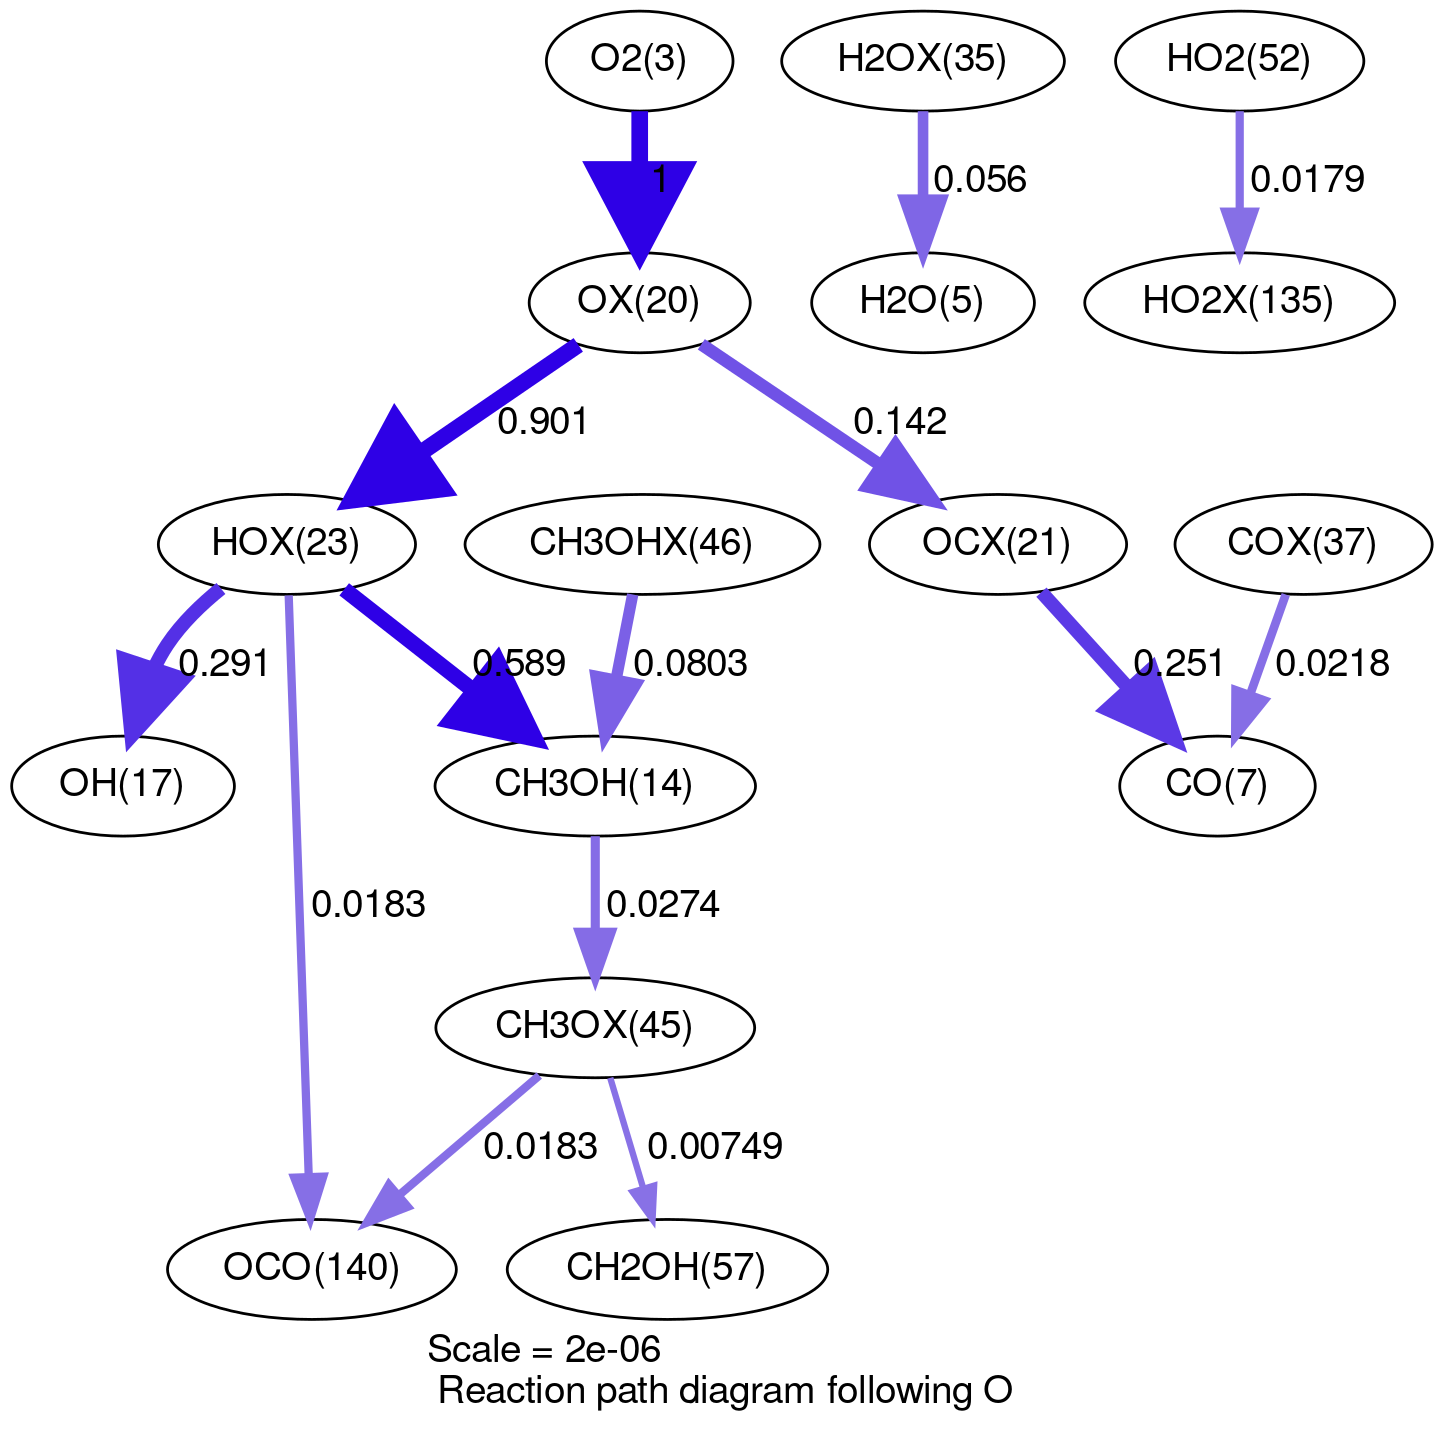 O2(3)
H2OX(35)
HO2(52)
1
0.056
0.0179
OX(20)
H2O(5)
HO2X(135)
0.901
0.142
HOX(23)
CH3OHX(46)
OCX(21)
COX(37)
0.291
0.589
0.0803
0.251
0.0218
OH(17)
CH3OH(14)
CO(7)
0.0183
0.0274
CH3OX(45)
0.0183
0.00749
OCO(140)
CH2OH(57)
Scale = 2e-06
Reaction path diagram following O